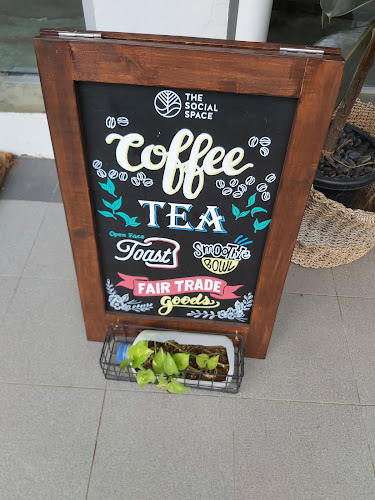 THE
SOCIAL
SPACE
coffee
TEA
Open Face
Toast
Smoothie
BOWL
FAIR TRADE
goods